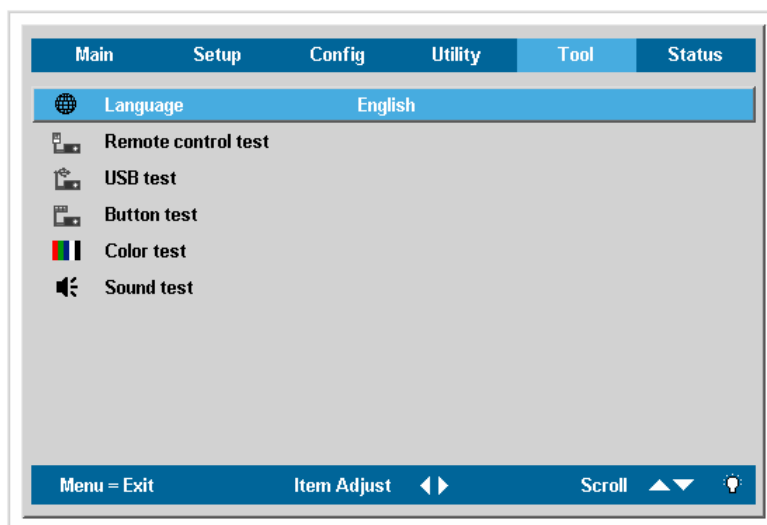 Main Setup Config Utility Tool Status
Language English
Remote control test
USB test
Button test
Color test
Sound test
Menu = Exit Item Adjust Scroll